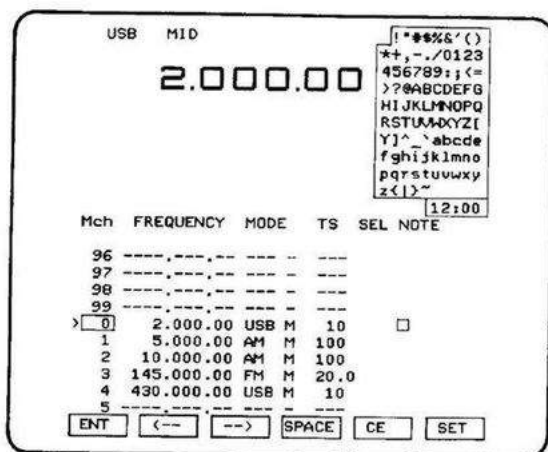 USB MID
2.000.00
!"#$%&'()
*+,-./0123
456789:;<=
>?@ABCDEFG
HIJKLMNOPQ
RSTUVWXYZ[
Y]^_`abcde
fghijklmno
pqrstuvwxy
z{|}~
12:00
Mch FREQUENCY MODE TS SEL NOTE
96 ----.---.-- --- - ---
97 ----.---.-- --- - ---
98 ----.---.-- --- - ---
99 ----.---.-- --- - ---
> 0 2.000.00 USB M 10
1 5.000.00 AM M 100
2 10.000.00 AM M 100
3 145.000.00 FM M 20.0
4 430.000.00 USB M 10
5 ----.---.-- --- - ---
ENT <-- --> SPACE CE SET